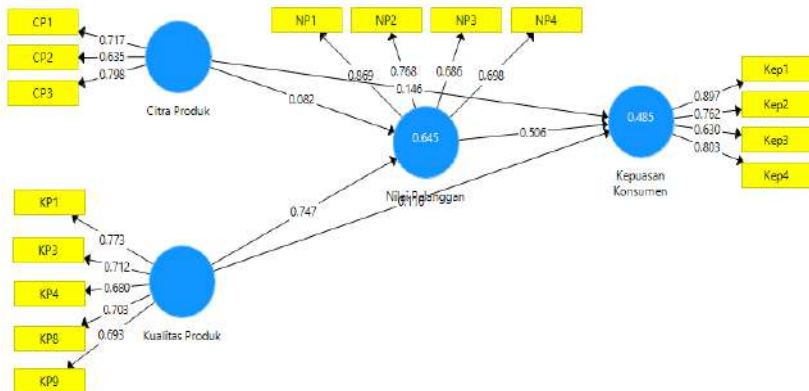 CP1
CP2
CP3
0.717
0.635
0.798
Citra Produk
NP1
NP2
NP3
NP4
0.869
0.768
0.686
0.698
0.146
0.082
0.645
Nilai Pelanggan
0.506
0.485
Kepuasan
Konsumen
0.897
0.762
0.630
0.803
Kep1
Kep2
Kep3
Kep4
0.747
KP1
KP3
KP4
KP8
KP9
0.773
0.712
0.680
0.703
0.693
Kualitas Produk